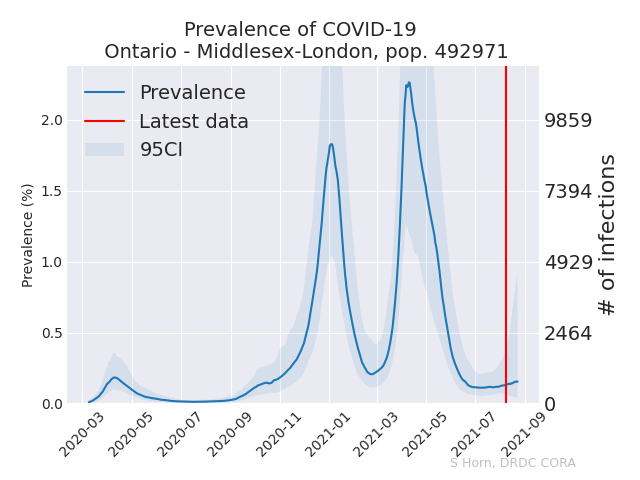 Prevalence of COVID-19
Ontario - Middlesex-London, pop. 492971
Prevalence
Latest data
95CI
Prevalence (%)
2.0
1.5
1.0
0.5
0.0
9859
7394
4929
2464
0
# of infections
2020-03
2020-05
2020-07
2020-09
2020-11
2021-01
2021-03
2021-05
2021-07
2021-09
S Horn, DRDC CORA